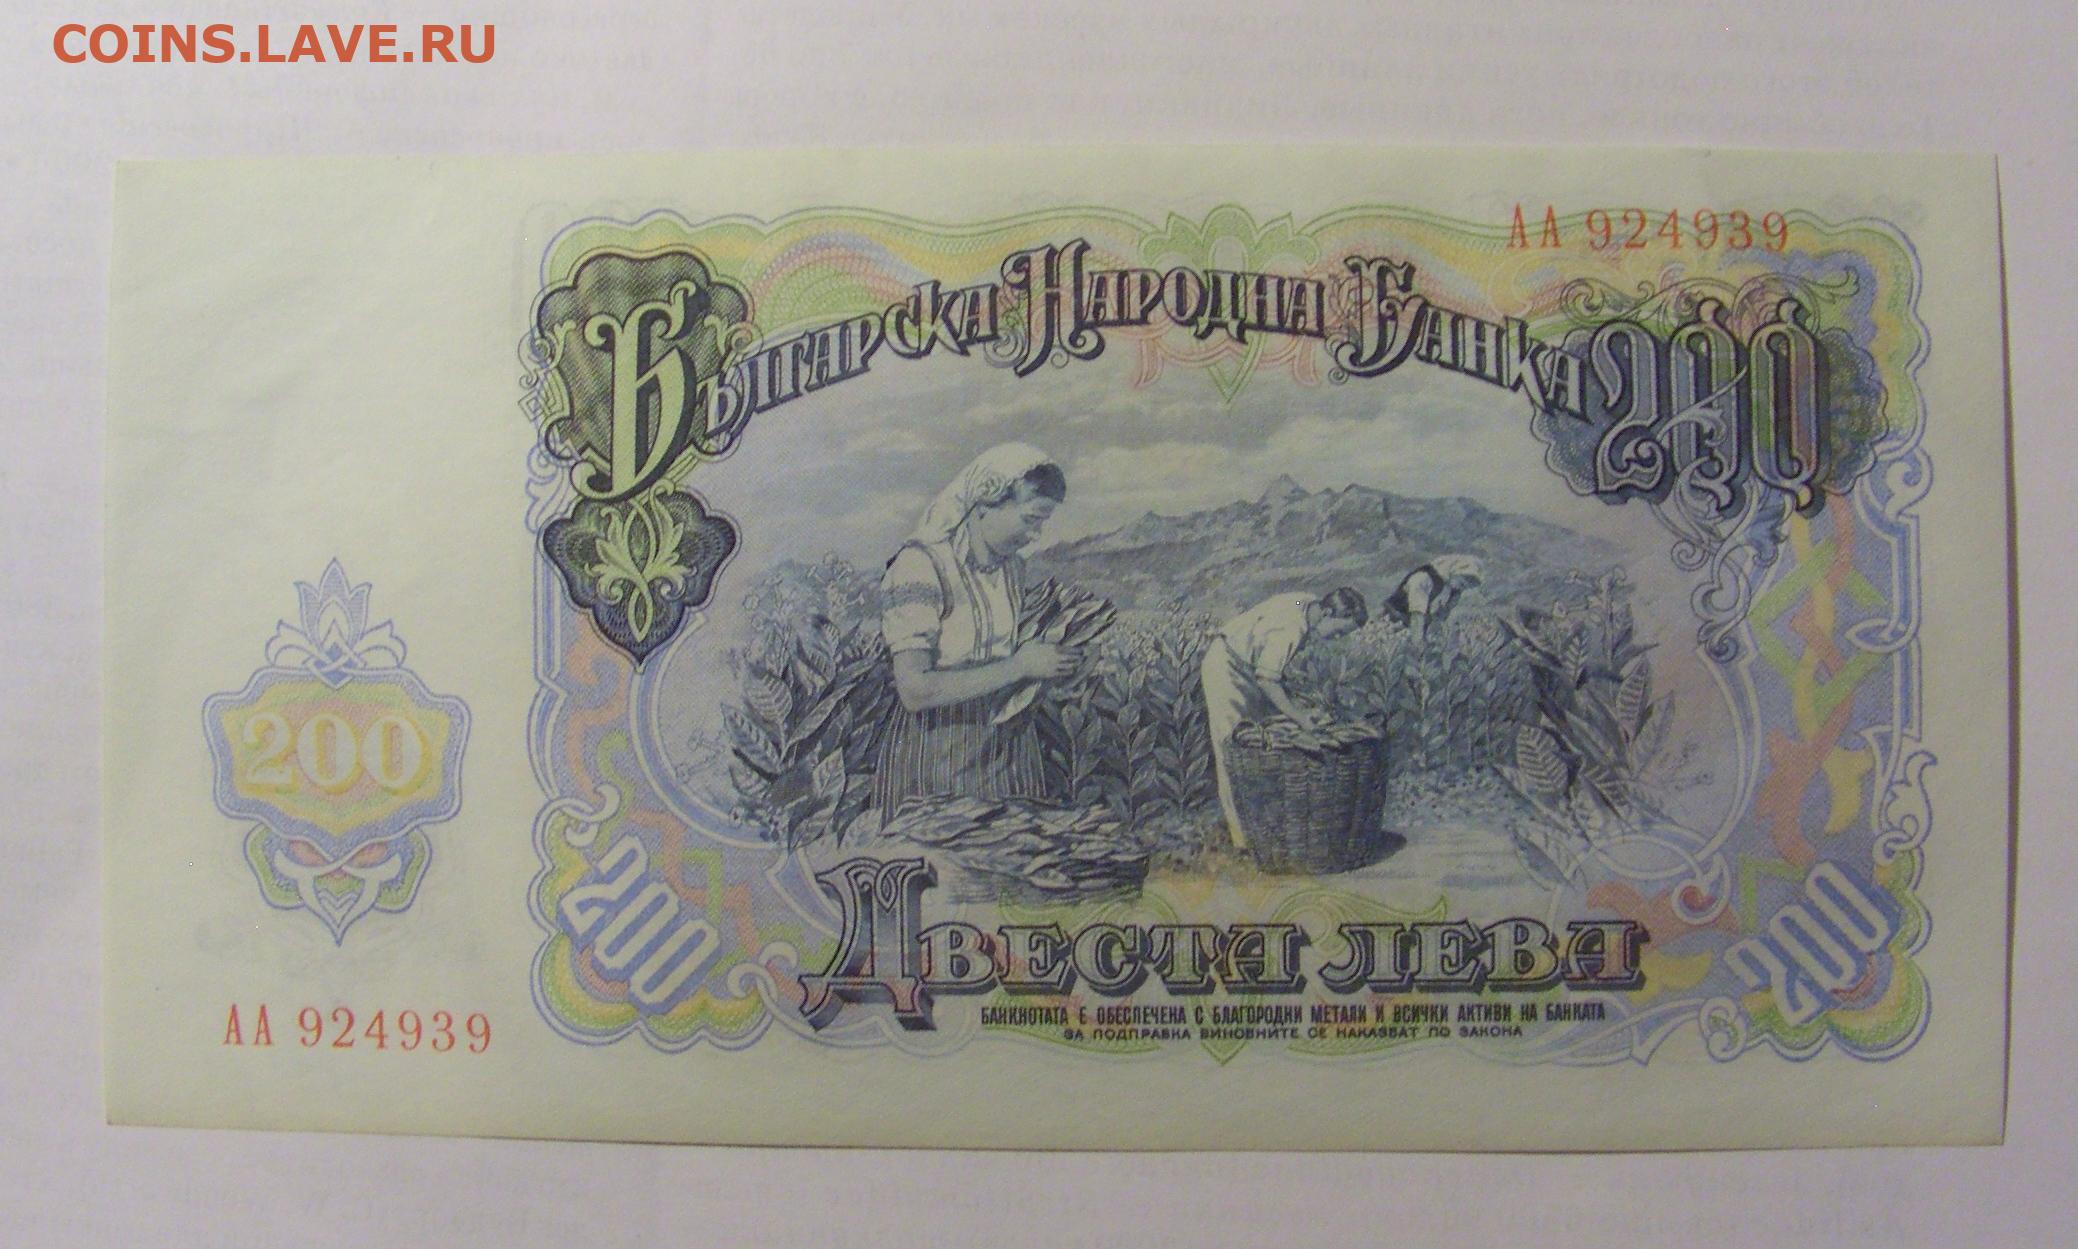 COINS.LAVE.RU
АА 924939
Българска Народна Банка
200
200
200
200
Двеста лева
БАНКНОТАТА Е ОБЕСПЕЧЕНА С БЛАГОРОДНИ МЕТАЛИ И ВСИЧКИ АКТИВИ НА БАНКАТА
ЗА ПОДПРАВКА ВИНОВНИТЕ СЕ НАКАЗВАТ ПО ЗАКОНА
АА 924939